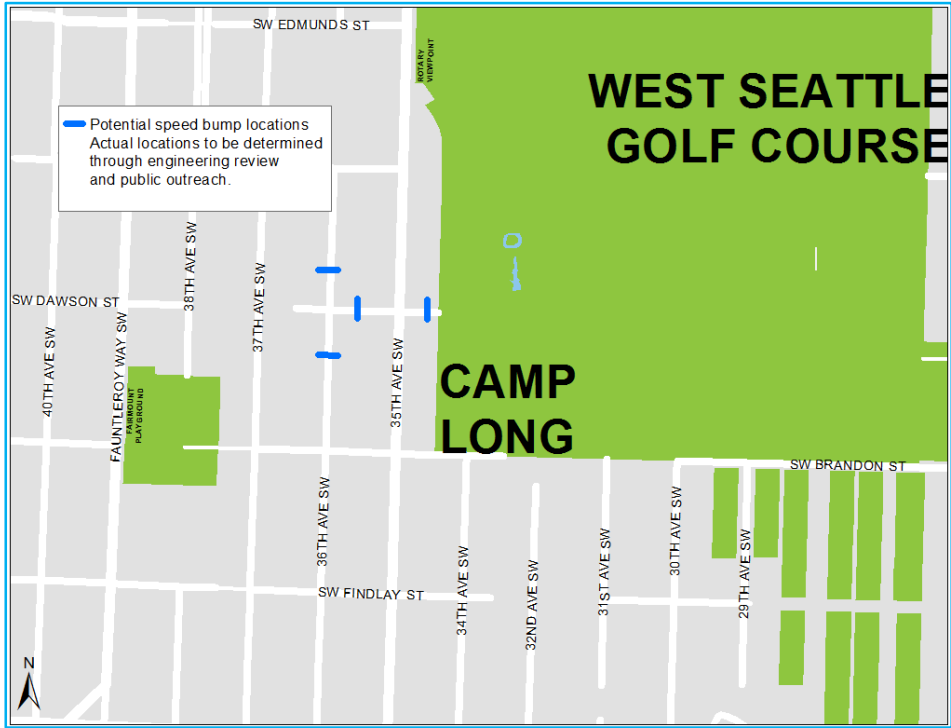 SW EDMUNDS ST
ROTARY
VIEWPOINT
WEST SEATTLE
GOLF COURSE
Potential speed bump locations
Actual locations to be determined
through engineering review
and public outreach.
38TH AVE SW
37TH AVE SW
SW DAWSON ST
40TH AVE SW
FAUNTLEROY WAY SW
FAIRMOUNT
PLAYGROUND
35TH AVE SW
CAMP
LONG
SW BRANDON ST
36TH AVE SW
34TH AVE SW
32ND AVE SW
31ST AVE SW
30TH AVE SW
29TH AVE SW
SW FINDLAY ST
N